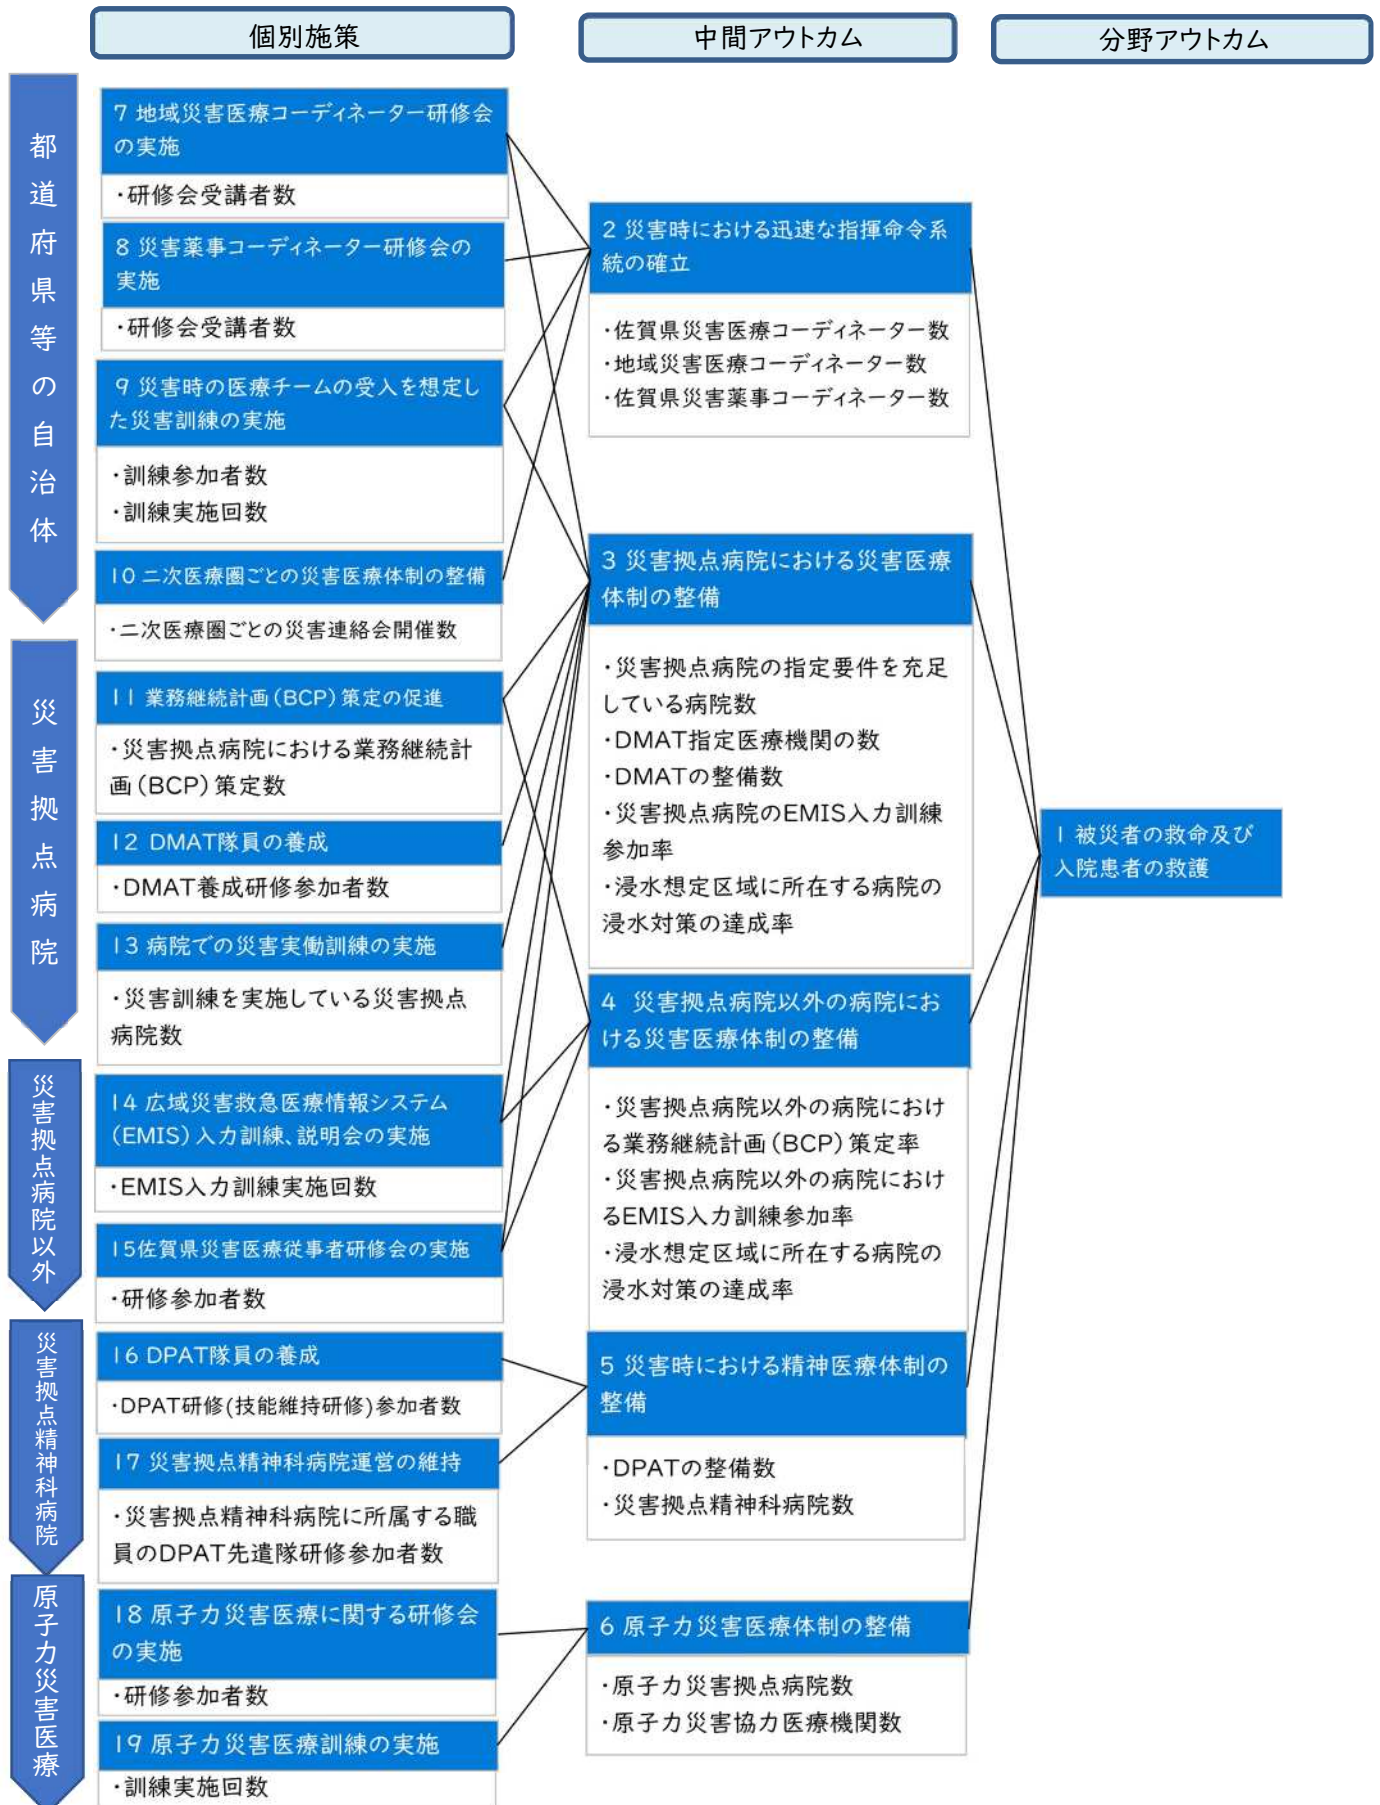 個別施策
中間アウトカム
分野アウトカム
都道府県等の自治体
7 地域災害医療コーディネーター研修会
の実施
・研修会受講者数
8 災害薬事コーディネーター研修会の
実施
・研修会受講者数
9 災害時の医療チームの受入を想定し
た災害訓練の実施
・訓練参加者数
・訓練実施回数
10 二次医療圏ごとの災害医療体制の整備
・二次医療圏ごとの災害連絡会開催数
災害拠点病院
11 業務継続計画(BCP)策定の促進
・災害拠点病院における業務継続計
画(BCP)策定数
12 DMAT隊員の養成
・DMAT養成研修参加者数
13 病院での災害実働訓練の実施
・災害訓練を実施している災害拠点
病院数
災害拠点病院以外
14 広域災害救急医療情報システム
(EMIS)入力訓練、説明会の実施
・EMIS入力訓練実施回数
15佐賀県災害医療従事者研修会の実施
・研修参加者数
災害拠点精神科病院
16 DPAT隊員の養成
・DPAT研修(技能維持研修)参加者数
17 災害拠点精神科病院運営の維持
・災害拠点精神科病院に所属する職
員のDPAT先遣隊研修参加者数
原子力災害医療
18 原子力災害医療に関する研修会
の実施
・研修参加者数
19 原子力災害医療訓練の実施
・訓練実施回数
2 災害時における迅速な指揮命令系
統の確立
・佐賀県災害医療コーディネーター数
・地域災害医療コーディネーター数
・佐賀県災害薬事コーディネーター数
3 災害拠点病院における災害医療
体制の整備
・災害拠点病院の指定要件を充足
している病院数
・DMAT指定医療機関の数
・DMATの整備数
・災害拠点病院のEMIS入力訓練
参加率
・浸水想定区域に所在する病院の
浸水対策の達成率
4 災害拠点病院以外の病院にお
ける災害医療体制の整備
・災害拠点病院以外の病院におけ
る業務継続計画(BCP)策定率
・災害拠点病院以外の病院におけ
るEMIS入力訓練参加率
・浸水想定区域に所在する病院の
浸水対策の達成率
5 災害時における精神医療体制の
整備
・DPATの整備数
・災害拠点精神科病院数
6 原子力災害医療体制の整備
・原子力災害拠点病院数
・原子力災害協力医療機関数
1 被災者の救命及び
入院患者の救護